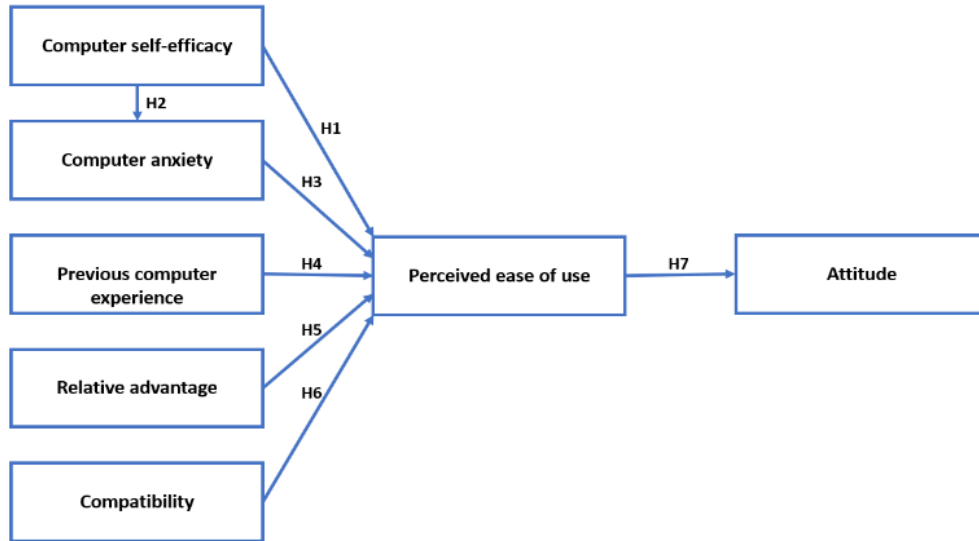 Computer self-efficacy
H2
H1
Computer anxiety
H3
Previous computer
experience
H4
Perceived ease of use
H7
Attitude
H5
Relative advantage
H6
Compatibility